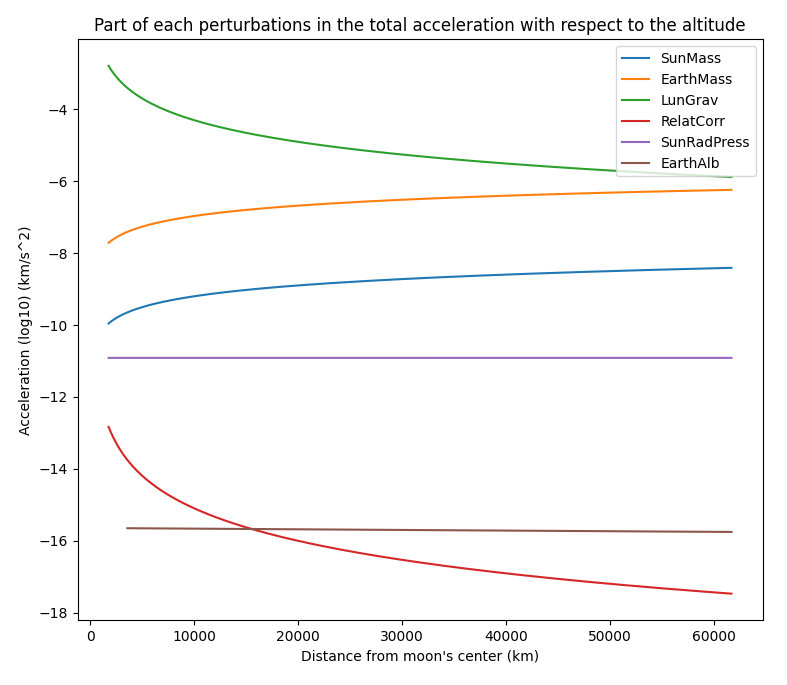 Part of each perturbations in the total acceleration with respect to the altitude
SunMass
EarthMass
LunGrav
RelatCorr
SunRadPress
EarthAlb
Acceleration (log10) (km/s^2)
−4
−6
−8
−10
−12
−14
−16
−18
0 10000 20000 30000 40000 50000 60000
Distance from moon's center (km)